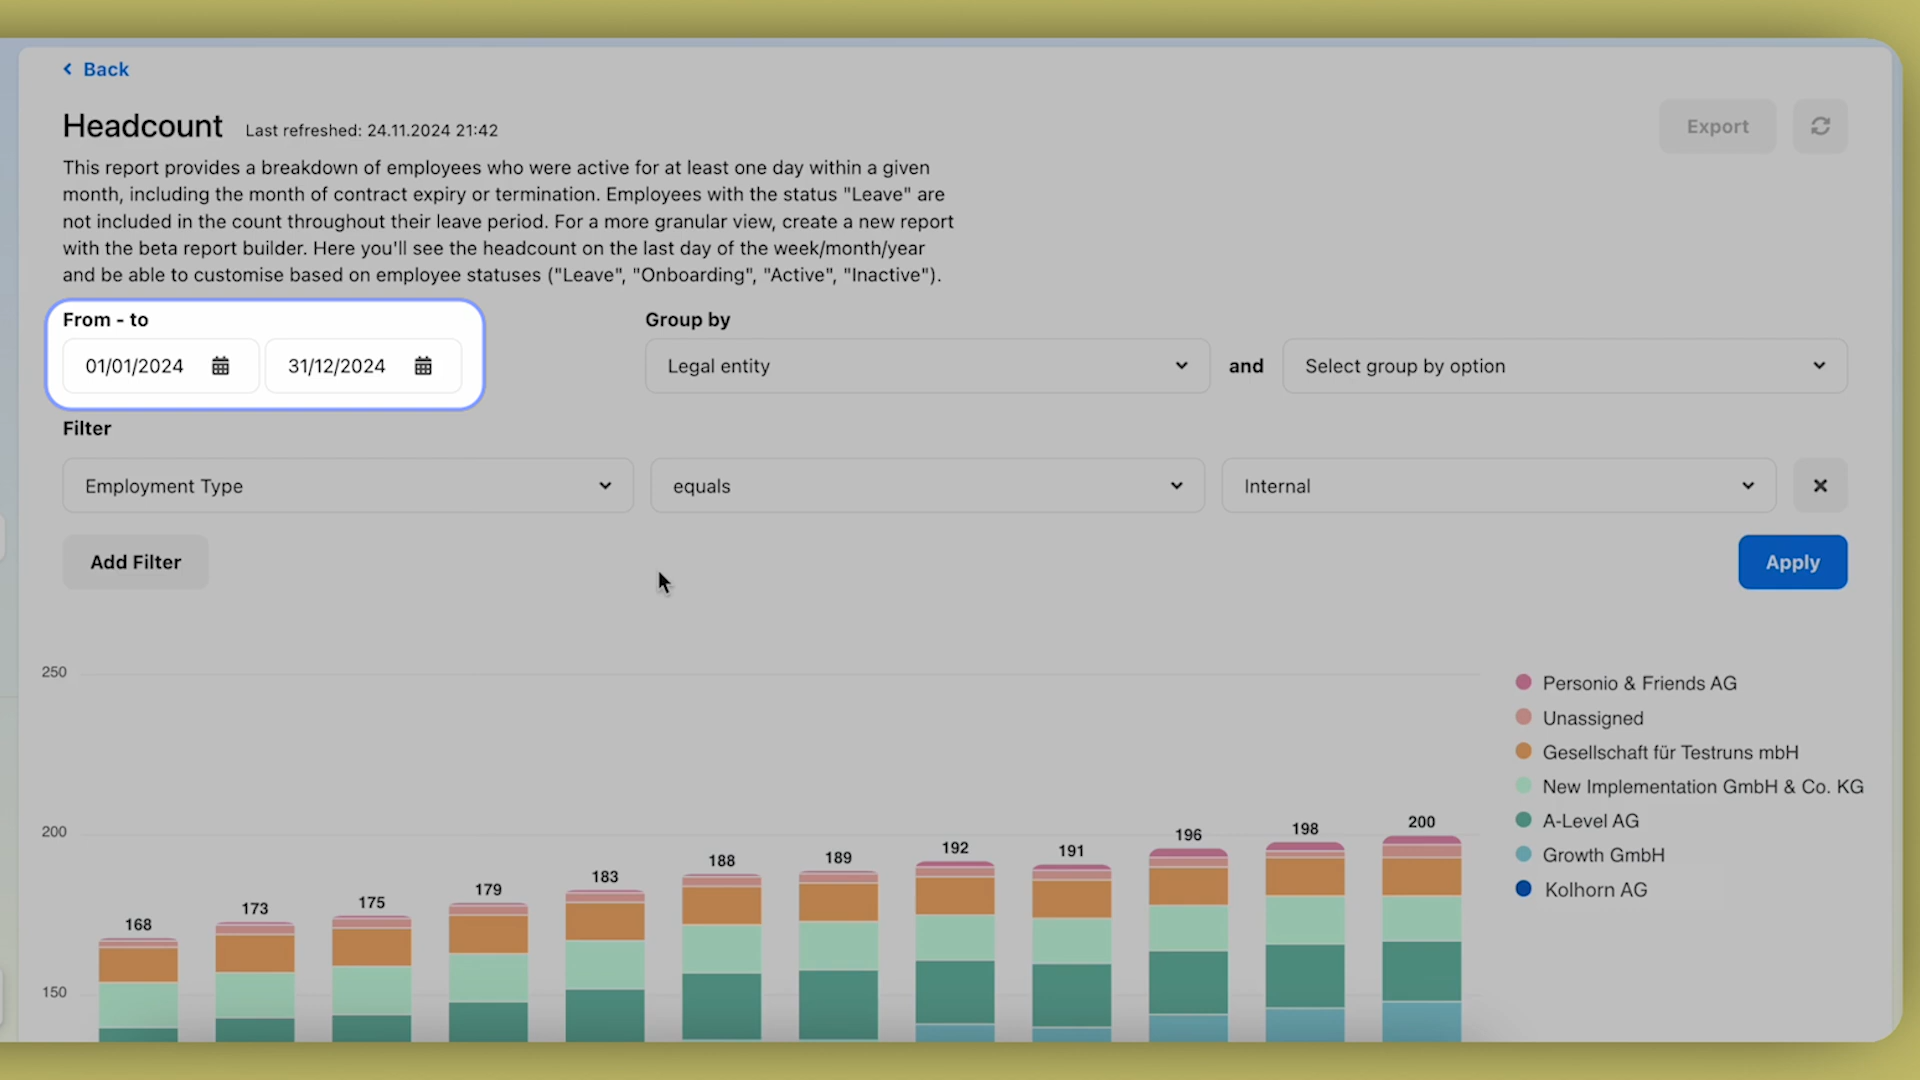 Back
Headcount Last refreshed: 24.11.2024 21:42
Export
This report provides a breakdown of employees who were active for at least one day within a given
month, including the month of contract expiry or termination. Employees with the status "Leave" are
not included in the count throughout their leave period. For a more granular view, create a new report
with the beta report builder. Here you'll see the headcount on the last day of the week/month/year
and be able to customise based on employee statuses ("Leave", "Onboarding", "Active", "Inactive").
From - to
Group by
01/01/2024 31/12/2024
Legal entity and Select group by option
Filter
Employment Type equals Internal
Add Filter
Apply
250
200
150
168 173 175 179 183 188 189 192 191 196 198 200
Personio & Friends AG
Unassigned
Gesellschaft für Testruns mbH
New Implementation GmbH & Co. KG
A-Level AG
Growth GmbH
Kolhorn AG